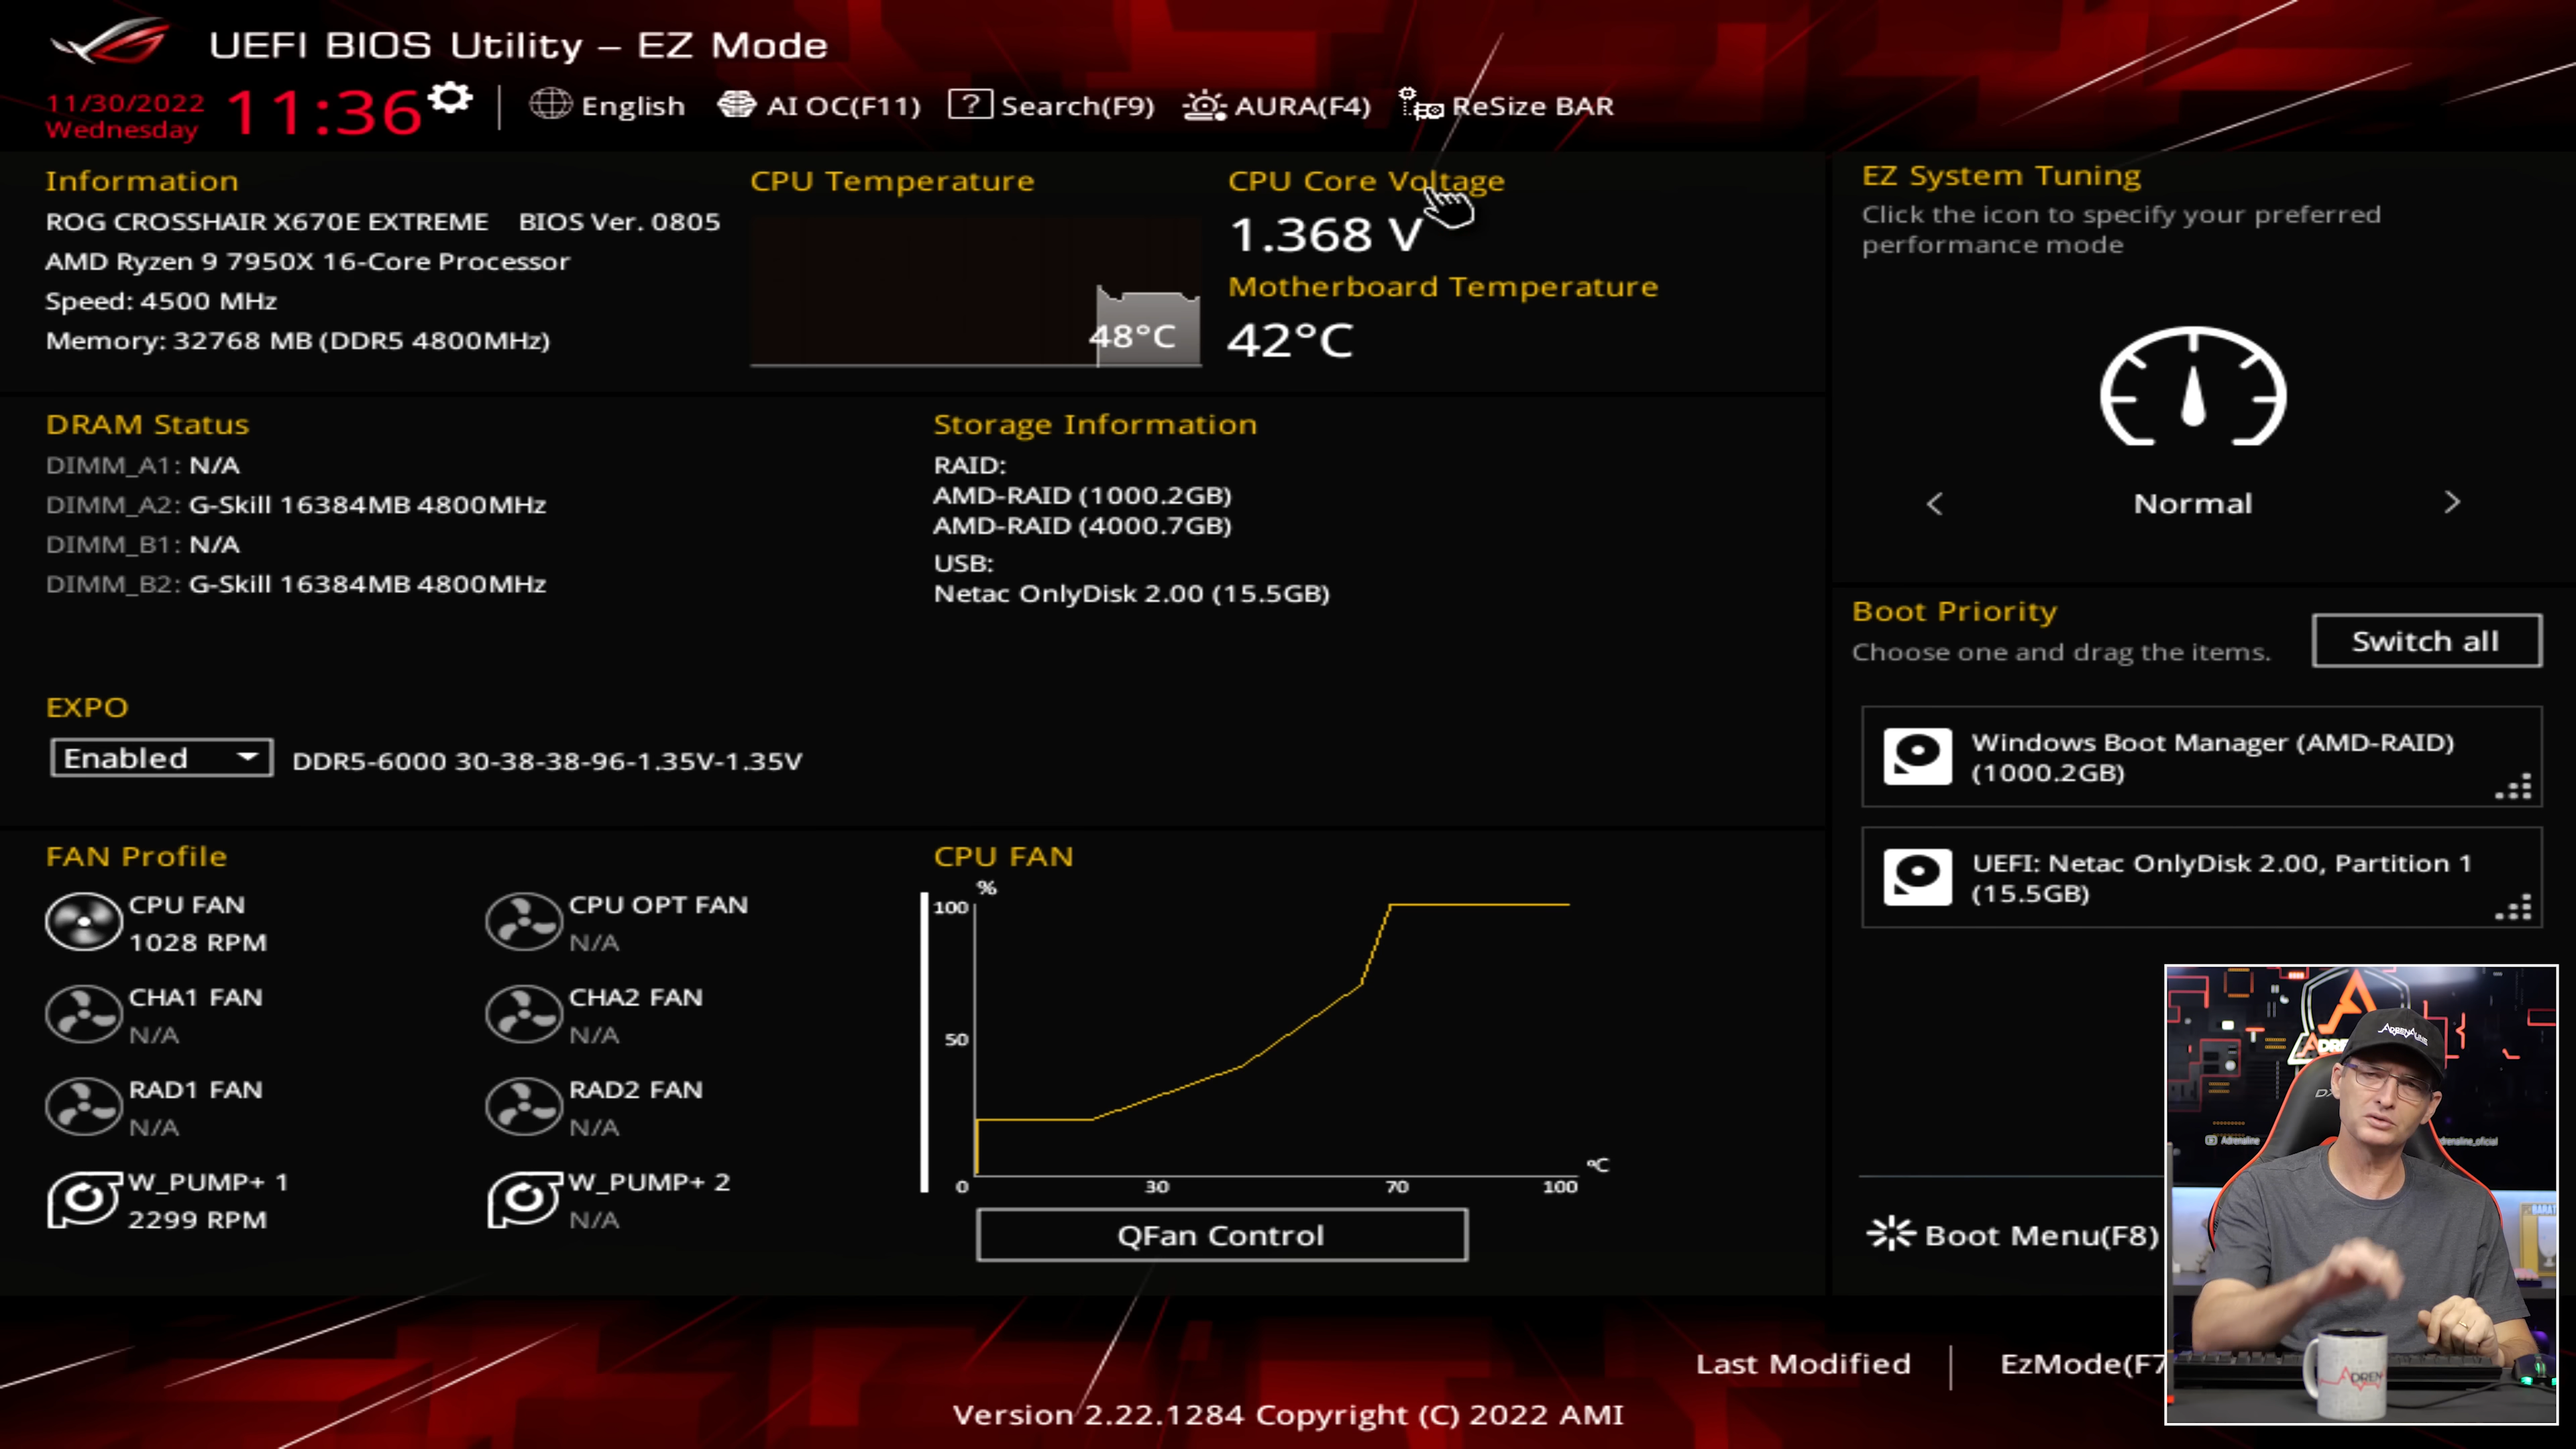 UEFI BIOS Utility – EZ Mode
11/30/2022
Wednesday
11:36
English
AI OC(F11)
Search(F9)
AURA(F4)
ReSize BAR
Information
ROG CROSSHAIR X670E EXTREME BIOS Ver. 0805
AMD Ryzen 9 7950X 16-Core Processor
Speed: 4500 MHz
Memory: 32768 MB (DDR5 4800MHz)
CPU Temperature
48°C
CPU Core Voltage
1.368 V
Motherboard Temperature
42°C
EZ System Tuning
Click the icon to specify your preferred
performance mode
Normal
DRAM Status
DIMM_A1: N/A
DIMM_A2: G-Skill 16384MB 4800MHz
DIMM_B1: N/A
DIMM_B2: G-Skill 16384MB 4800MHz
Storage Information
RAID:
AMD-RAID (1000.2GB)
AMD-RAID (4000.7GB)
USB:
Netac OnlyDisk 2.00 (15.5GB)
EXPO
Enabled
DDR5-6000 30-38-38-96-1.35V-1.35V
Boot Priority
Choose one and drag the items.
Switch all
Windows Boot Manager (AMD-RAID)
(1000.2GB)
UEFI: Netac OnlyDisk 2.00, Partition 1
(15.5GB)
FAN Profile
CPU FAN
1028 RPM
CPU OPT FAN
N/A
CHA1 FAN
N/A
CHA2 FAN
N/A
RAD1 FAN
N/A
RAD2 FAN
N/A
W_PUMP+ 1
2299 RPM
W_PUMP+ 2
N/A
CPU FAN
%
100
50
0
30
70
100
°C
QFan Control
Boot Menu(F8)
Last Modified
EzMode(F7
Version 2.22.1284 Copyright (C) 2022 AMI
Adrenaline